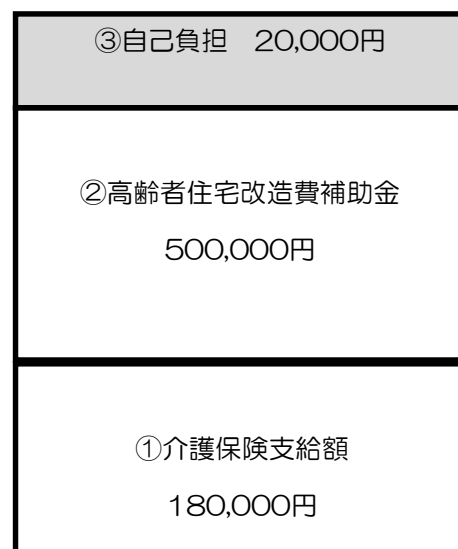 ③自己負担　20,000円
②高齢者住宅改造費補助金
500,000円
①介護保険支給額
180,000円